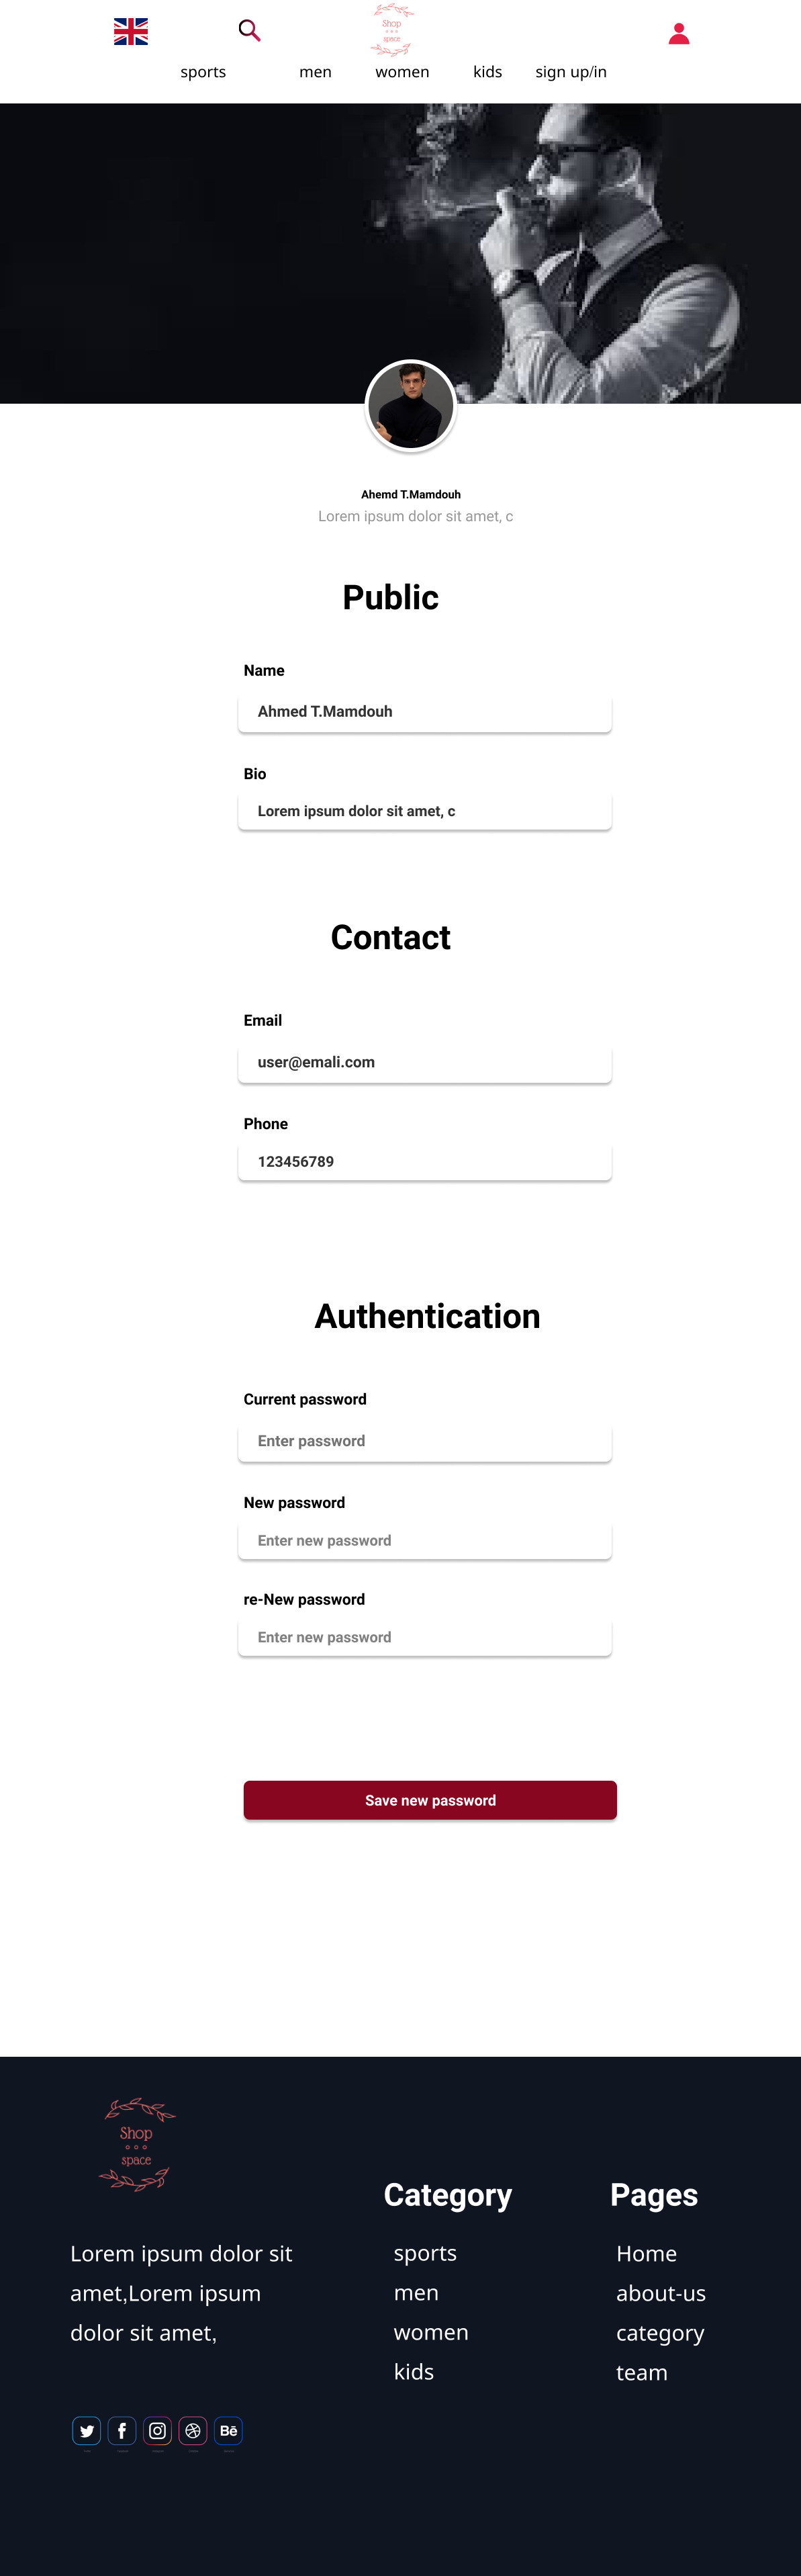 Shop
space
sports men women kids sign up/in
Ahemd T.Mamdouh
Lorem ipsum dolor sit amet, c
Public
Name
Ahmed T.Mamdouh
Bio
Lorem ipsum dolor sit amet, c
Contact
Email
user@emali.com
Phone
123456789
Authentication
Current password
Enter password
New password
Enter new password
re-New password
Enter new password
Save new password
Shop
space
Lorem ipsum dolor sit
amet,Lorem ipsum
dolor sit amet,
Bē
Category
sports
men
women
kids
Pages
Home
about-us
category
team